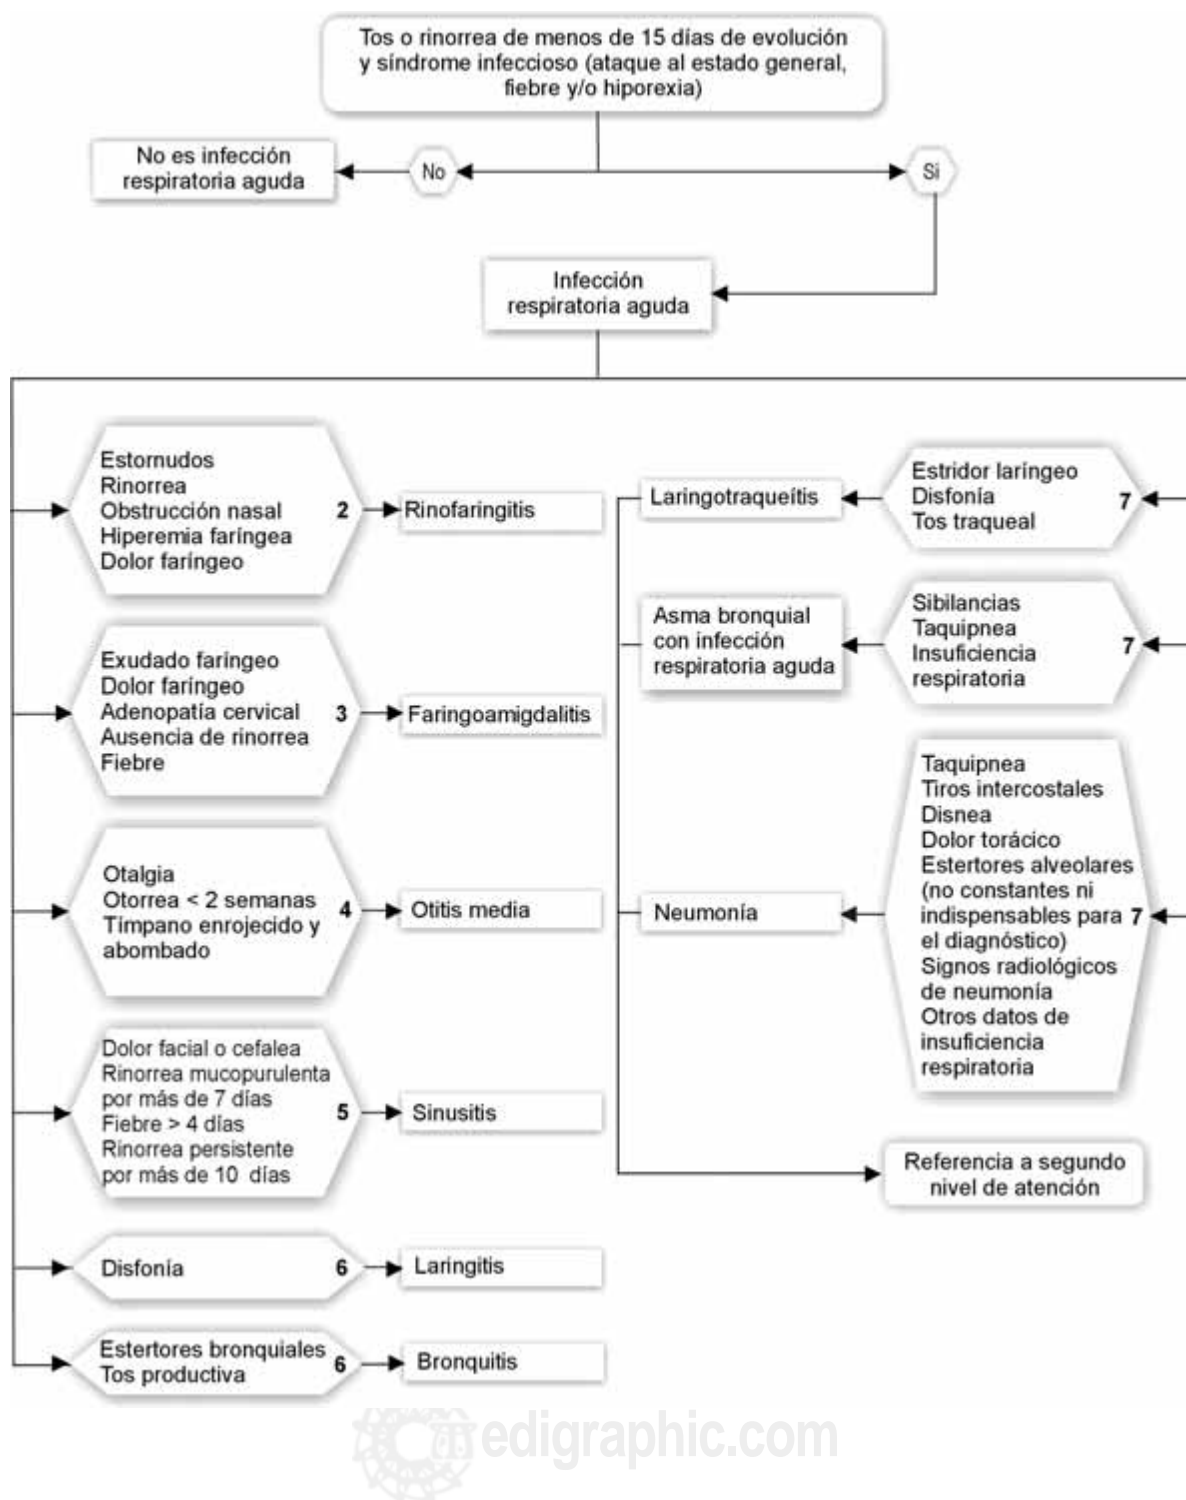 Tos o rinorrea de menos de 15 días de evolución
y síndrome infeccioso (ataque al estado general,
fiebre y/o hiporexia)
No es infección
respiratoria aguda
No
Si
Infección
respiratoria aguda
Estornudos
Rinorrea
Obstrucción nasal
Hiperemia faríngea
Dolor faríngeo
2
Rinofaringitis
Exudado faríngeo
Dolor faríngeo
Adenopatía cervical
Ausencia de rinorrea
Fiebre
3
Faringoamigdalitis
Otalgia
Otorrea < 2 semanas
Tímpano enrojecido y
abombado
4
Otitis media
Dolor facial o cefalea
Rinorrea mucopurulenta
por más de 7 días
Fiebre > 4 días
Rinorrea persistente
por más de 10 días
5
Sinusitis
Disfonía
6
Laringitis
Estertores bronquiales
Tos productiva
6
Bronquitis
Laringotraqueítis
Estridor laríngeo
Disfonía
Tos traqueal
7
Asma bronquial
con infección
respiratoria aguda
Sibilancias
Taquipnea
Insuficiencia
respiratoria
7
Neumonía
Taquipnea
Tiros intercostales
Disnea
Dolor torácico
Estertores alveolares
(no constantes ni
indispensables para
el diagnóstico)
Signos radiológicos
de neumonía
Otros datos de
insuficiencia
respiratoria
7
Referencia a segundo
nivel de atención
edigraphic.com